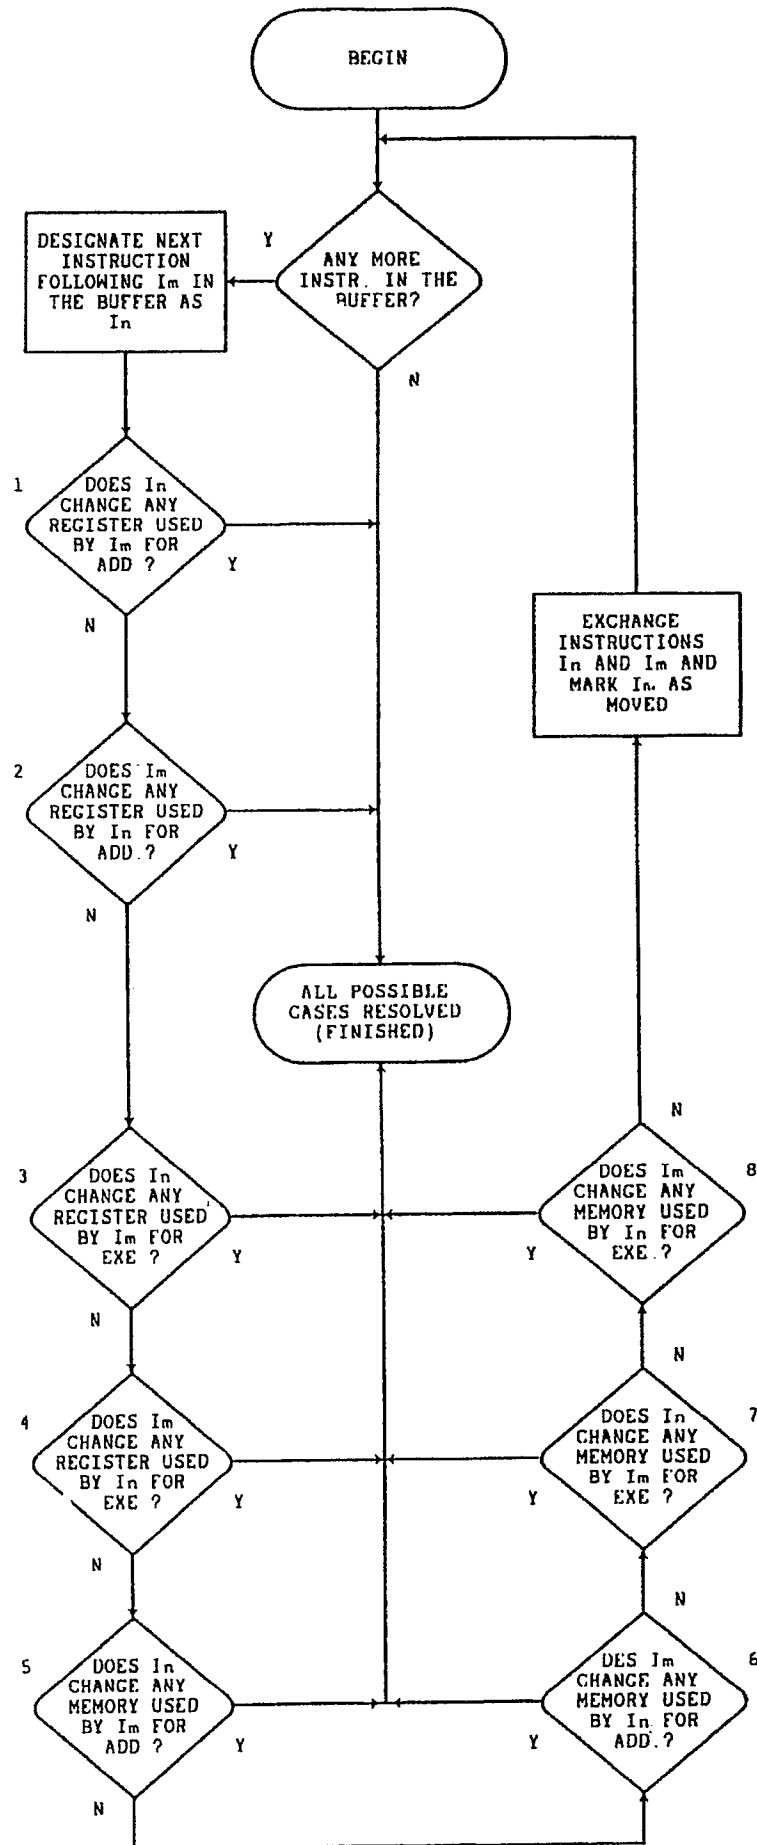 BEGIN
ANY MORE
INSTR. IN THE
BUFFER?
Y
N
DESIGNATE NEXT
INSTRUCTION
FOLLOWING Im IN
THE BUFFER AS
In
1
DOES In
CHANGE ANY
REGISTER USED
BY Im FOR
ADD ?
Y
N
2
DOES Im
CHANGE ANY
REGISTER USED
BY In FOR
ADD.?
Y
N
EXCHANGE
INSTRUCTIONS
In AND Im AND
MARK In. AS
MOVED
ALL POSSIBLE
CASES RESOLVED
(FINISHED)
3
DOES In
CHANGE ANY
REGISTER USED
BY Im FOR
EXE ?
Y
N
4
DOES Im
CHANGE ANY
REGISTER USED
BY In FOR
EXE ?
Y
N
5
DOES In
CHANGE ANY
MEMORY USED
BY Im FOR
ADD ?
Y
N
6
DES Im
CHANGE ANY
MEMORY USED
BY In FOR
ADD.?
Y
N
7
DOES In
CHANGE ANY
MEMORY USED
BY Im FOR
EXE ?
Y
N
8
DOES Im
CHANGE ANY
MEMORY USED
BY In FOR
EXE.?
Y
N